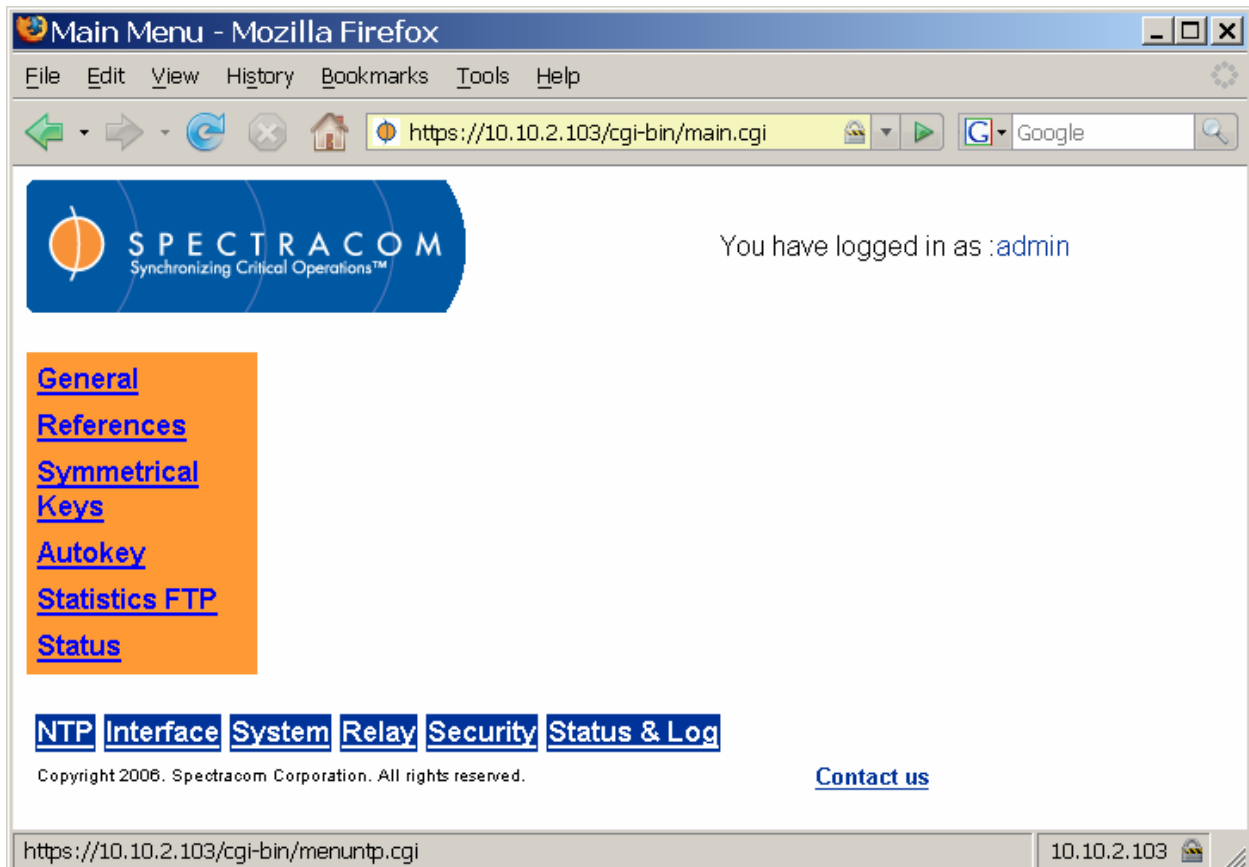 Main Menu - Mozilla Firefox
File Edit View History Bookmarks Tools Help
https://10.10.2.103/cgi-bin/main.cgi G Google
SPECTRACOM
Synchronizing Critical Operations™
You have logged in as :admin
General
References
Symmetrical
Keys
Autokey
Statistics FTP
Status
NTP Interface System Relay Security Status & Log
Copyright 2006. Spectracom Corporation. All rights reserved.
Contact us
https://10.10.2.103/cgi-bin/menuntp.cgi 10.10.2.103